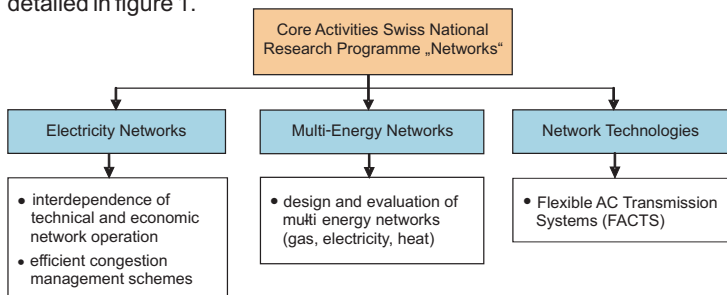 detailed in figure 1.
Core Activities Swiss National
Research Programme „Networks“
Electricity Networks
Multi-Energy Networks
Network Technologies
• interdependence of
technical and economic
network operation
• efficient congestion
management schemes
• design and evaluation of
multi energy networks
(gas, electricity, heat)
• Flexible AC Transmission
Systems (FACTS)